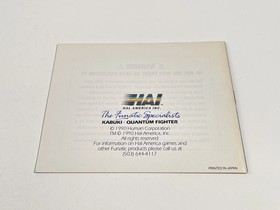 HAL
HAL AMERICA INC.
The Funatic Specialists
KABUKI · QUANTUM FIGHTER
© 1990 Human Corporation
TM © 1990 HAL America, Inc.
All rights reserved.
For information on HAL America games and
other Funatic products please call us at
(503) 644-4117
PRINTED IN JAPAN